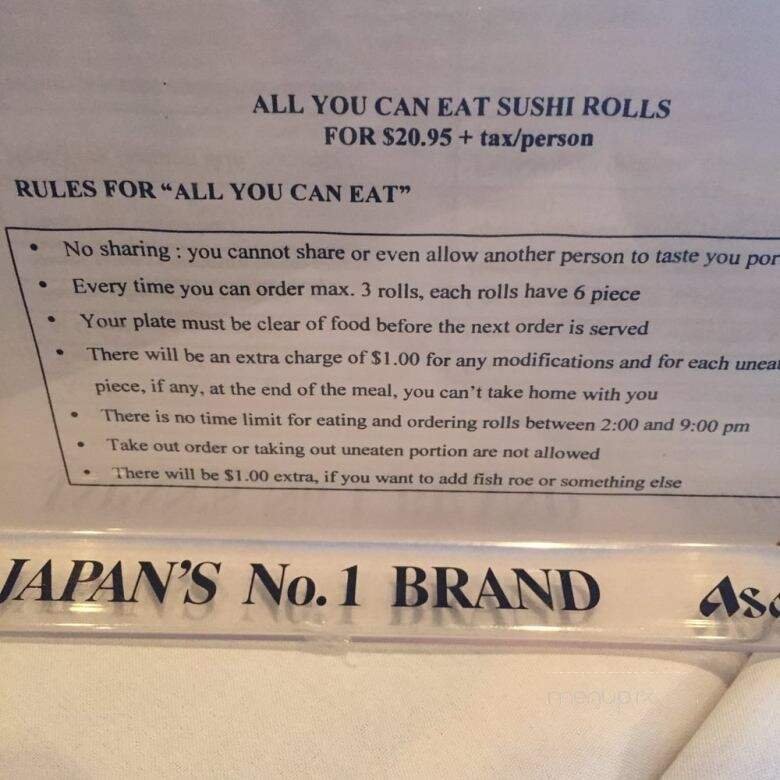 ALL YOU CAN EAT SUSHI ROLLS
FOR $20.95 + tax/person
RULES FOR “ALL YOU CAN EAT”
• No sharing : you cannot share or even allow another person to taste you por
• Every time you can order max. 3 rolls, each rolls have 6 piece
• Your plate must be clear of food before the next order is served
• There will be an extra charge of $1.00 for any modifications and for each uneat
piece, if any, at the end of the meal, you can’t take home with you
• There is no time limit for eating and ordering rolls between 2:00 and 9:00 pm
• Take out order or taking out uneaten portion are not allowed
• There will be $1.00 extra, if you want to add fish roe or something else
JAPAN’S No.1 BRAND Asa